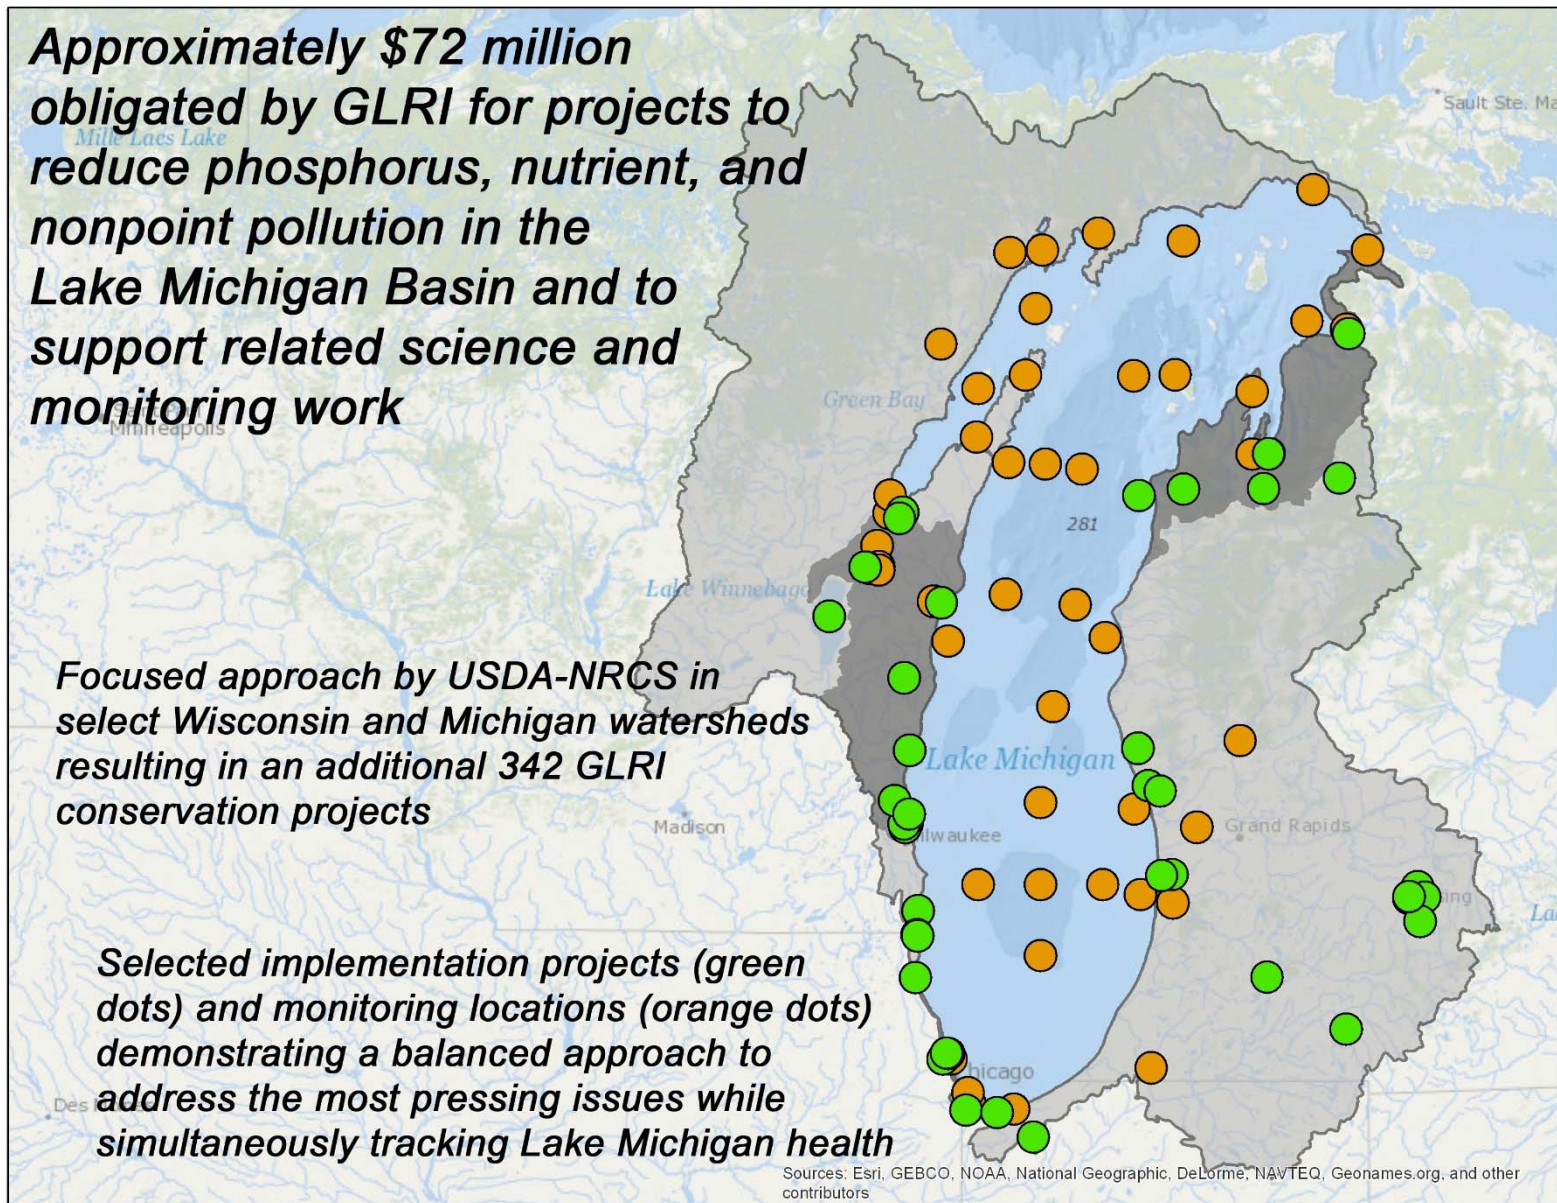 Approximately $72 million
obligated by GLRI for projects to
reduce phosphorus, nutrient, and
nonpoint pollution in the
Lake Michigan Basin and to
support related science and
monitoring work
Mille Lacs Lake
Sault Ste. Ma
Green Bay
Minneapolis
281
Lake Winnebago
Focused approach by USDA-NRCS in
select Wisconsin and Michigan watersheds
resulting in an additional 342 GLRI
conservation projects
Lake Michigan
Madison
ilwaukee
Grand Rapids
sing
La
Selected implementation projects (green
dots) and monitoring locations (orange dots)
demonstrating a balanced approach to
address the most pressing issues while
simultaneously tracking Lake Michigan health
hicago
Des
Sources: Esri, GEBCO, NOAA, National Geographic, DeLorme, NAVTEQ, Geonames.org, and other
contributors